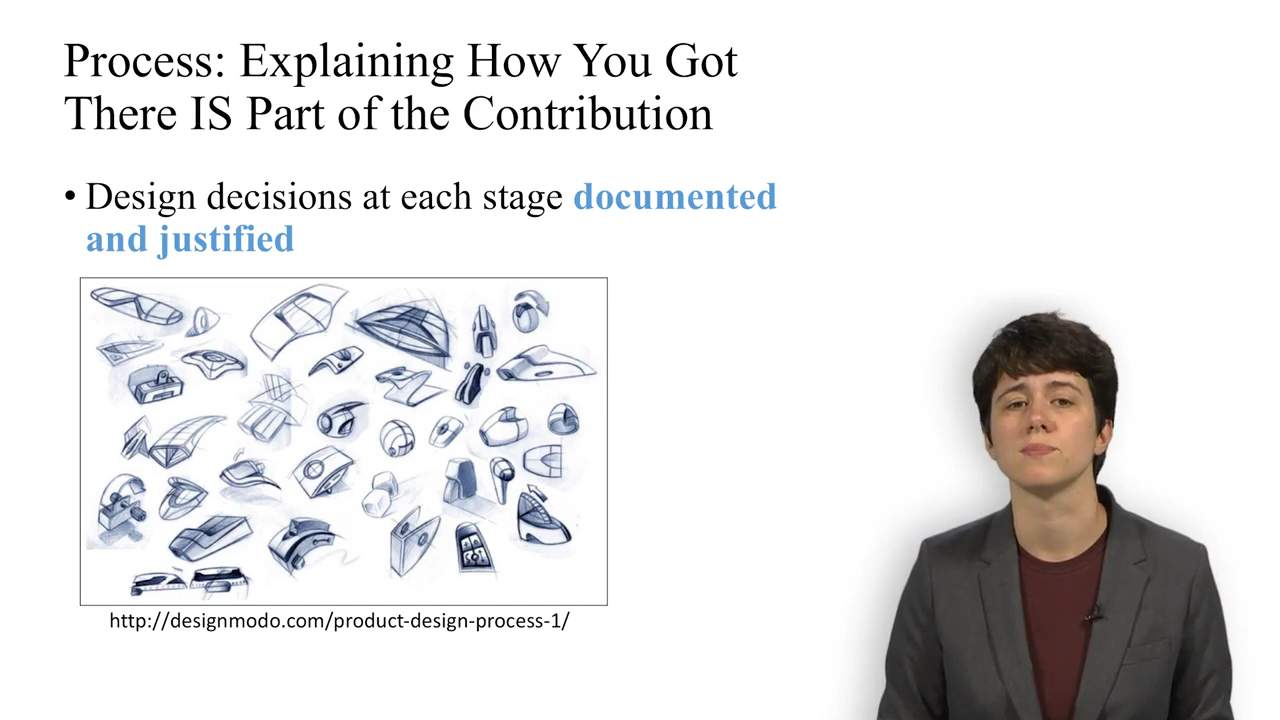 Process: Explaining How You Got
There IS Part of the Contribution
• Design decisions at each stage documented
and justified
http://designmodo.com/product-design-process-1/